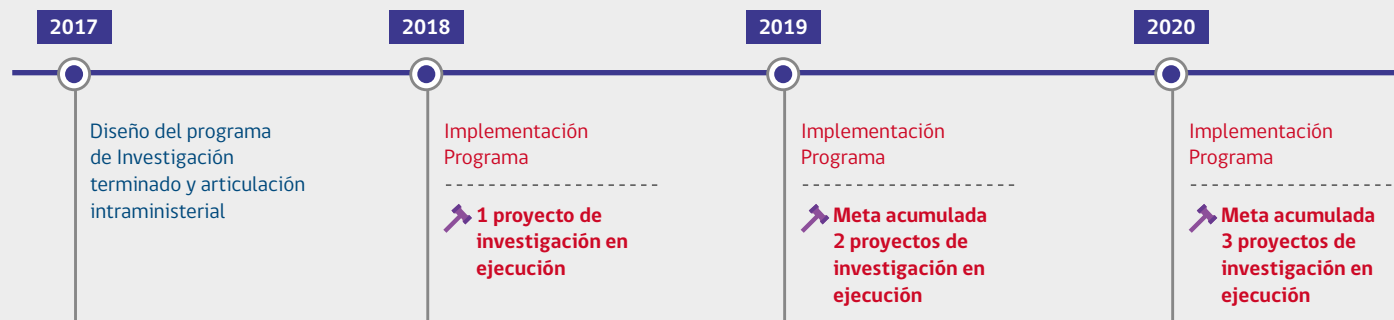 2017
Diseño del programa
de Investigación
terminado y articulación
intraministerial
2018
Implementación
Programa
1 proyecto de
investigación en
ejecución
2019
Implementación
Programa
Meta acumulada
2 proyectos de
investigación en
ejecución
2020
Implementación
Programa
Meta acumulada
3 proyectos de
investigación en
ejecución